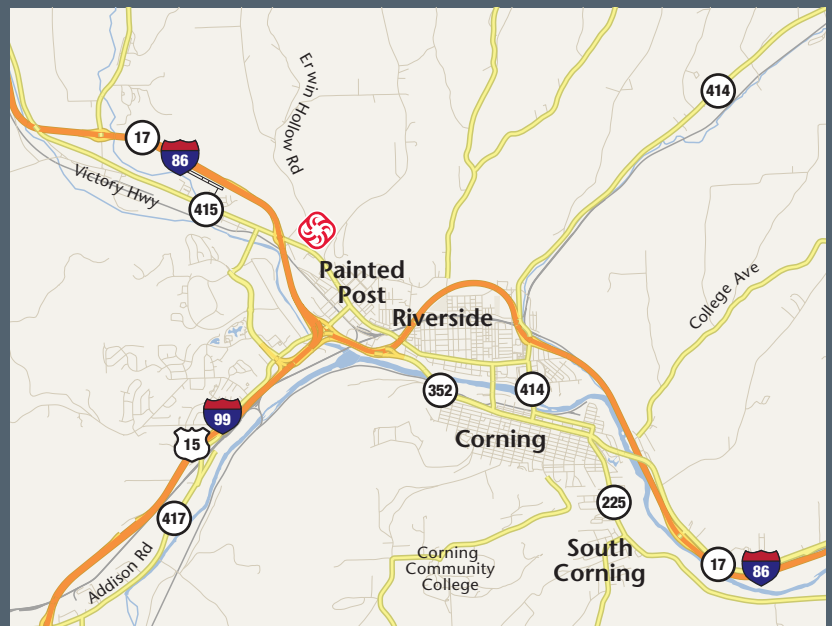 414
17
86
Erwin Hollow Rd
Victory Hwy
415
Painted
Post
College Ave
Riverside
352
414
99
15
Corning
417
225
Addison Rd
Corning
Community
College
South
Corning
17
86